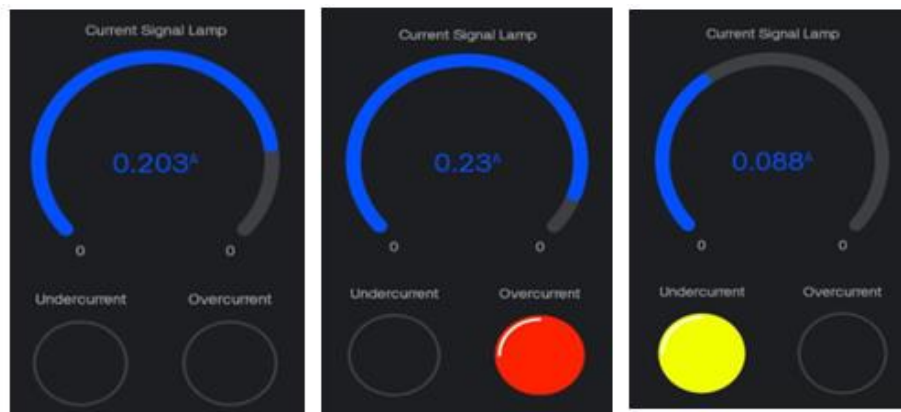 Current Signal Lamp
0.203A
0 0
Undercurrent Overcurrent
Current Signal Lamp
0.23A
0 0
Undercurrent Overcurrent
Current Signal Lamp
0.088A
0 0
Undercurrent Overcurrent